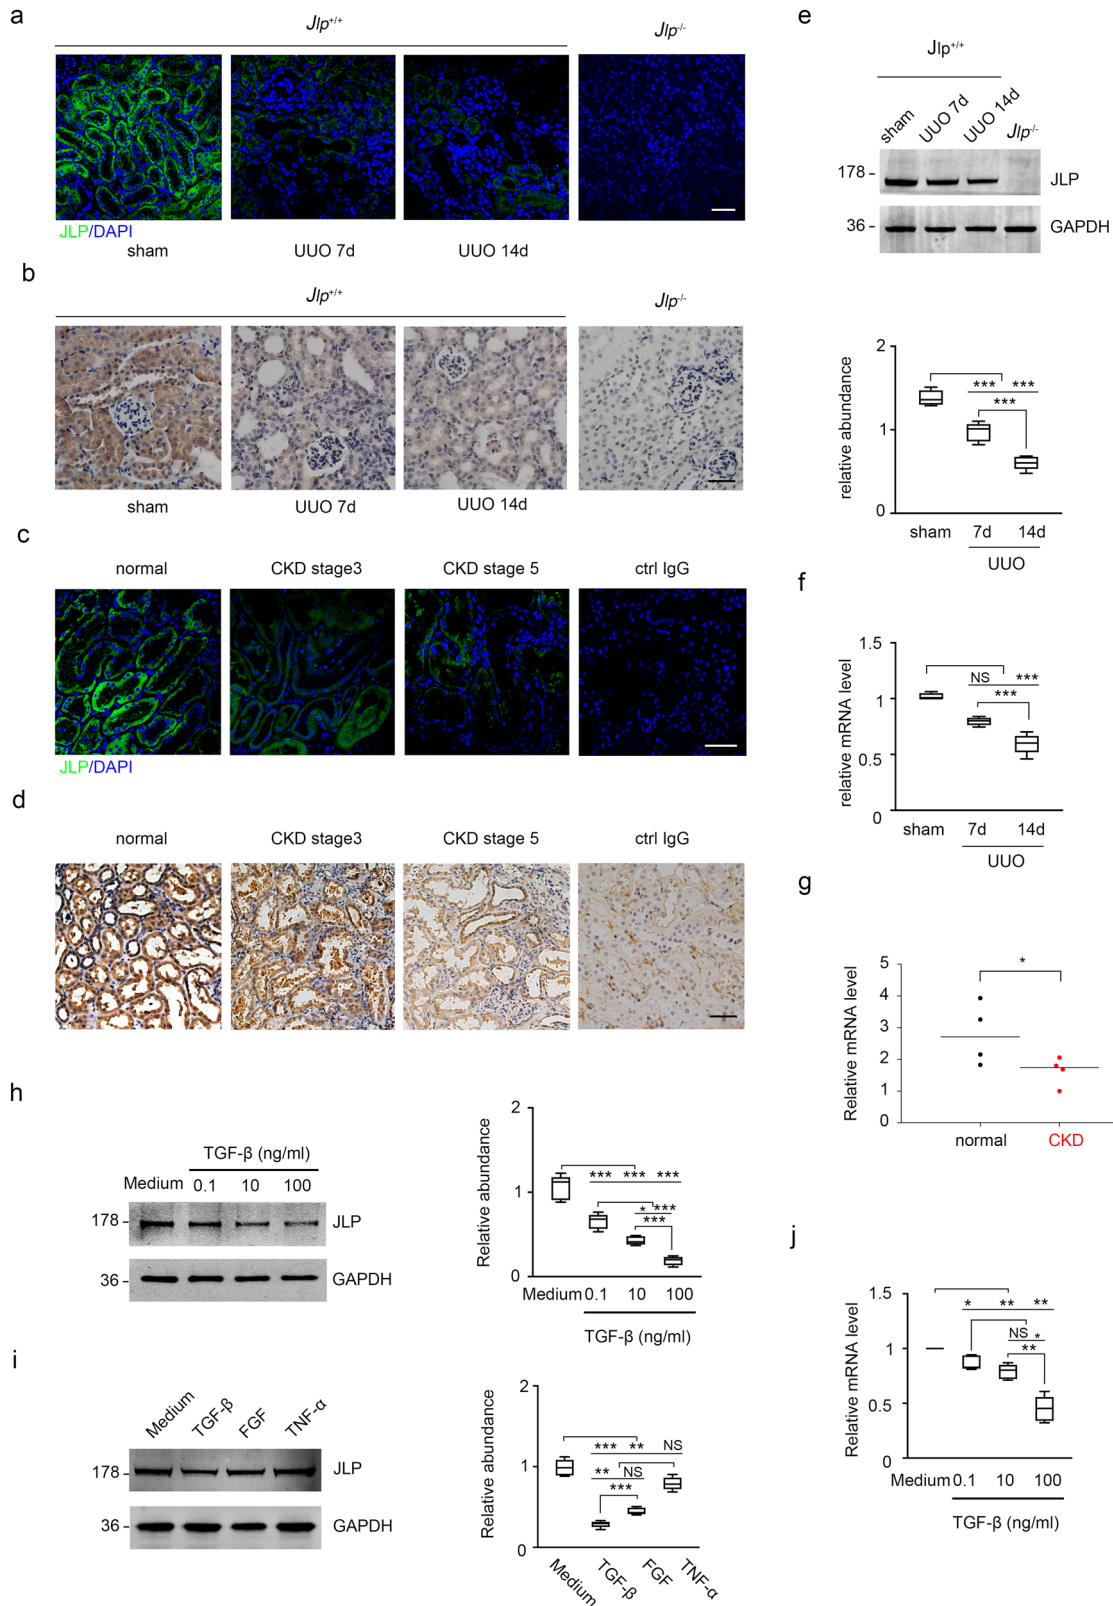 a
Jlp+/+
Jlp-/-
JLP/DAPI
sham
UUO 7d
UUO 14d
b
Jlp+/+
Jlp-/-
sham
UUO 7d
UUO 14d
c
normal
CKD stage3
CKD stage 5
ctrl IgG
JLP/DAPI
d
normal
CKD stage3
CKD stage 5
ctrl IgG
e
Jlp+/+
sham
UUO 7d
UUO 14d
Jlp-/-
178
JLP
36
GAPDH
relative abundance
2
1
0
*** ***
***
sham
7d
14d
UUO
f
relative mRNA level
1.5
1
0.5
0
NS ***
***
sham
7d
14d
UUO
g
Relative mRNA level
5
4
3
2
1
0
*
normal
CKD
h
TGF-β (ng/ml)
Medium 0.1 10 100
178
JLP
36
GAPDH
Relative abundance
2
1
0
*** *** ***
* ***
***
Medium 0.1 10 100
TGF-β (ng/ml)
i
Medium
TGF-β
FGF
TNF-α
178
JLP
36
GAPDH
Relative abundance
2
1
0
*** ** NS
** NS
***
Medium
TGF-β
FGF
TNF-α
j
Relative mRNA level
1.5
1
0.5
0
* ** **
NS *
**
Medium 0.1 10 100
TGF-β (ng/ml)